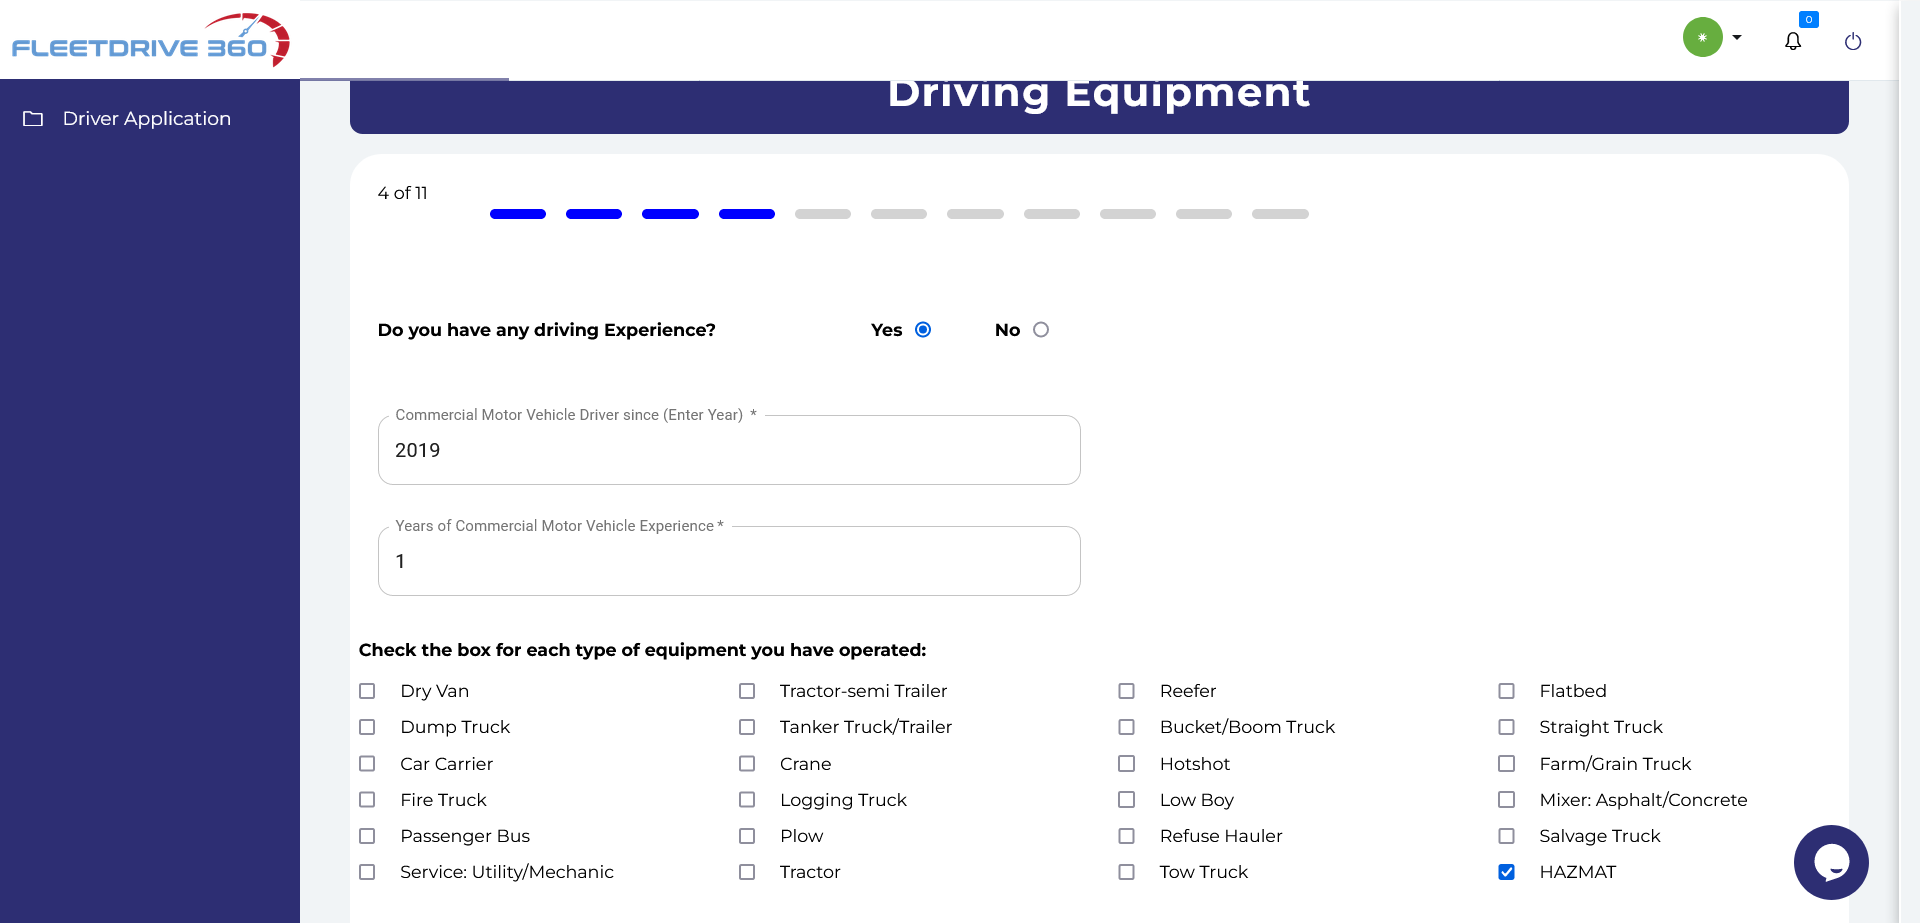 FLEETDRIVE 360
0
Driver Application
Driving Equipment
4 of 11
Do you have any driving Experience? Yes No
Commercial Motor Vehicle Driver since (Enter Year) *
2019
Years of Commercial Motor Vehicle Experience *
1
Check the box for each type of equipment you have operated:
Dry Van Tractor-semi Trailer Reefer Flatbed
Dump Truck Tanker Truck/Trailer Bucket/Boom Truck Straight Truck
Car Carrier Crane Hotshot Farm/Grain Truck
Fire Truck Logging Truck Low Boy Mixer: Asphalt/Concrete
Passenger Bus Plow Refuse Hauler Salvage Truck
Service: Utility/Mechanic Tractor Tow Truck HAZMAT